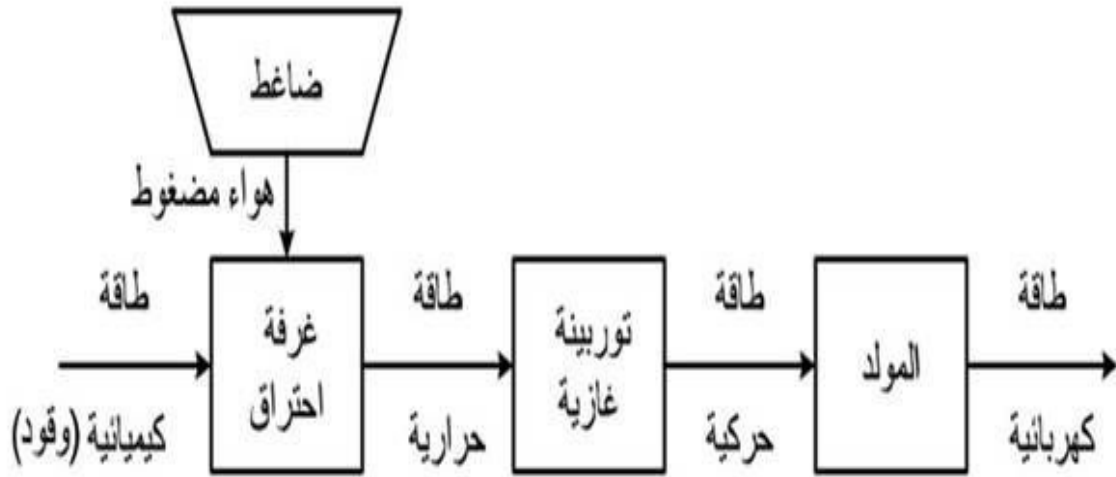 ضاغط
هواء مضغوط
طاقة
كيميائية (وقود)
غرفة
احتراق
طاقة
حرارية
توربينة
غازية
طاقة
حركية
المولد
طاقة
كهربائية